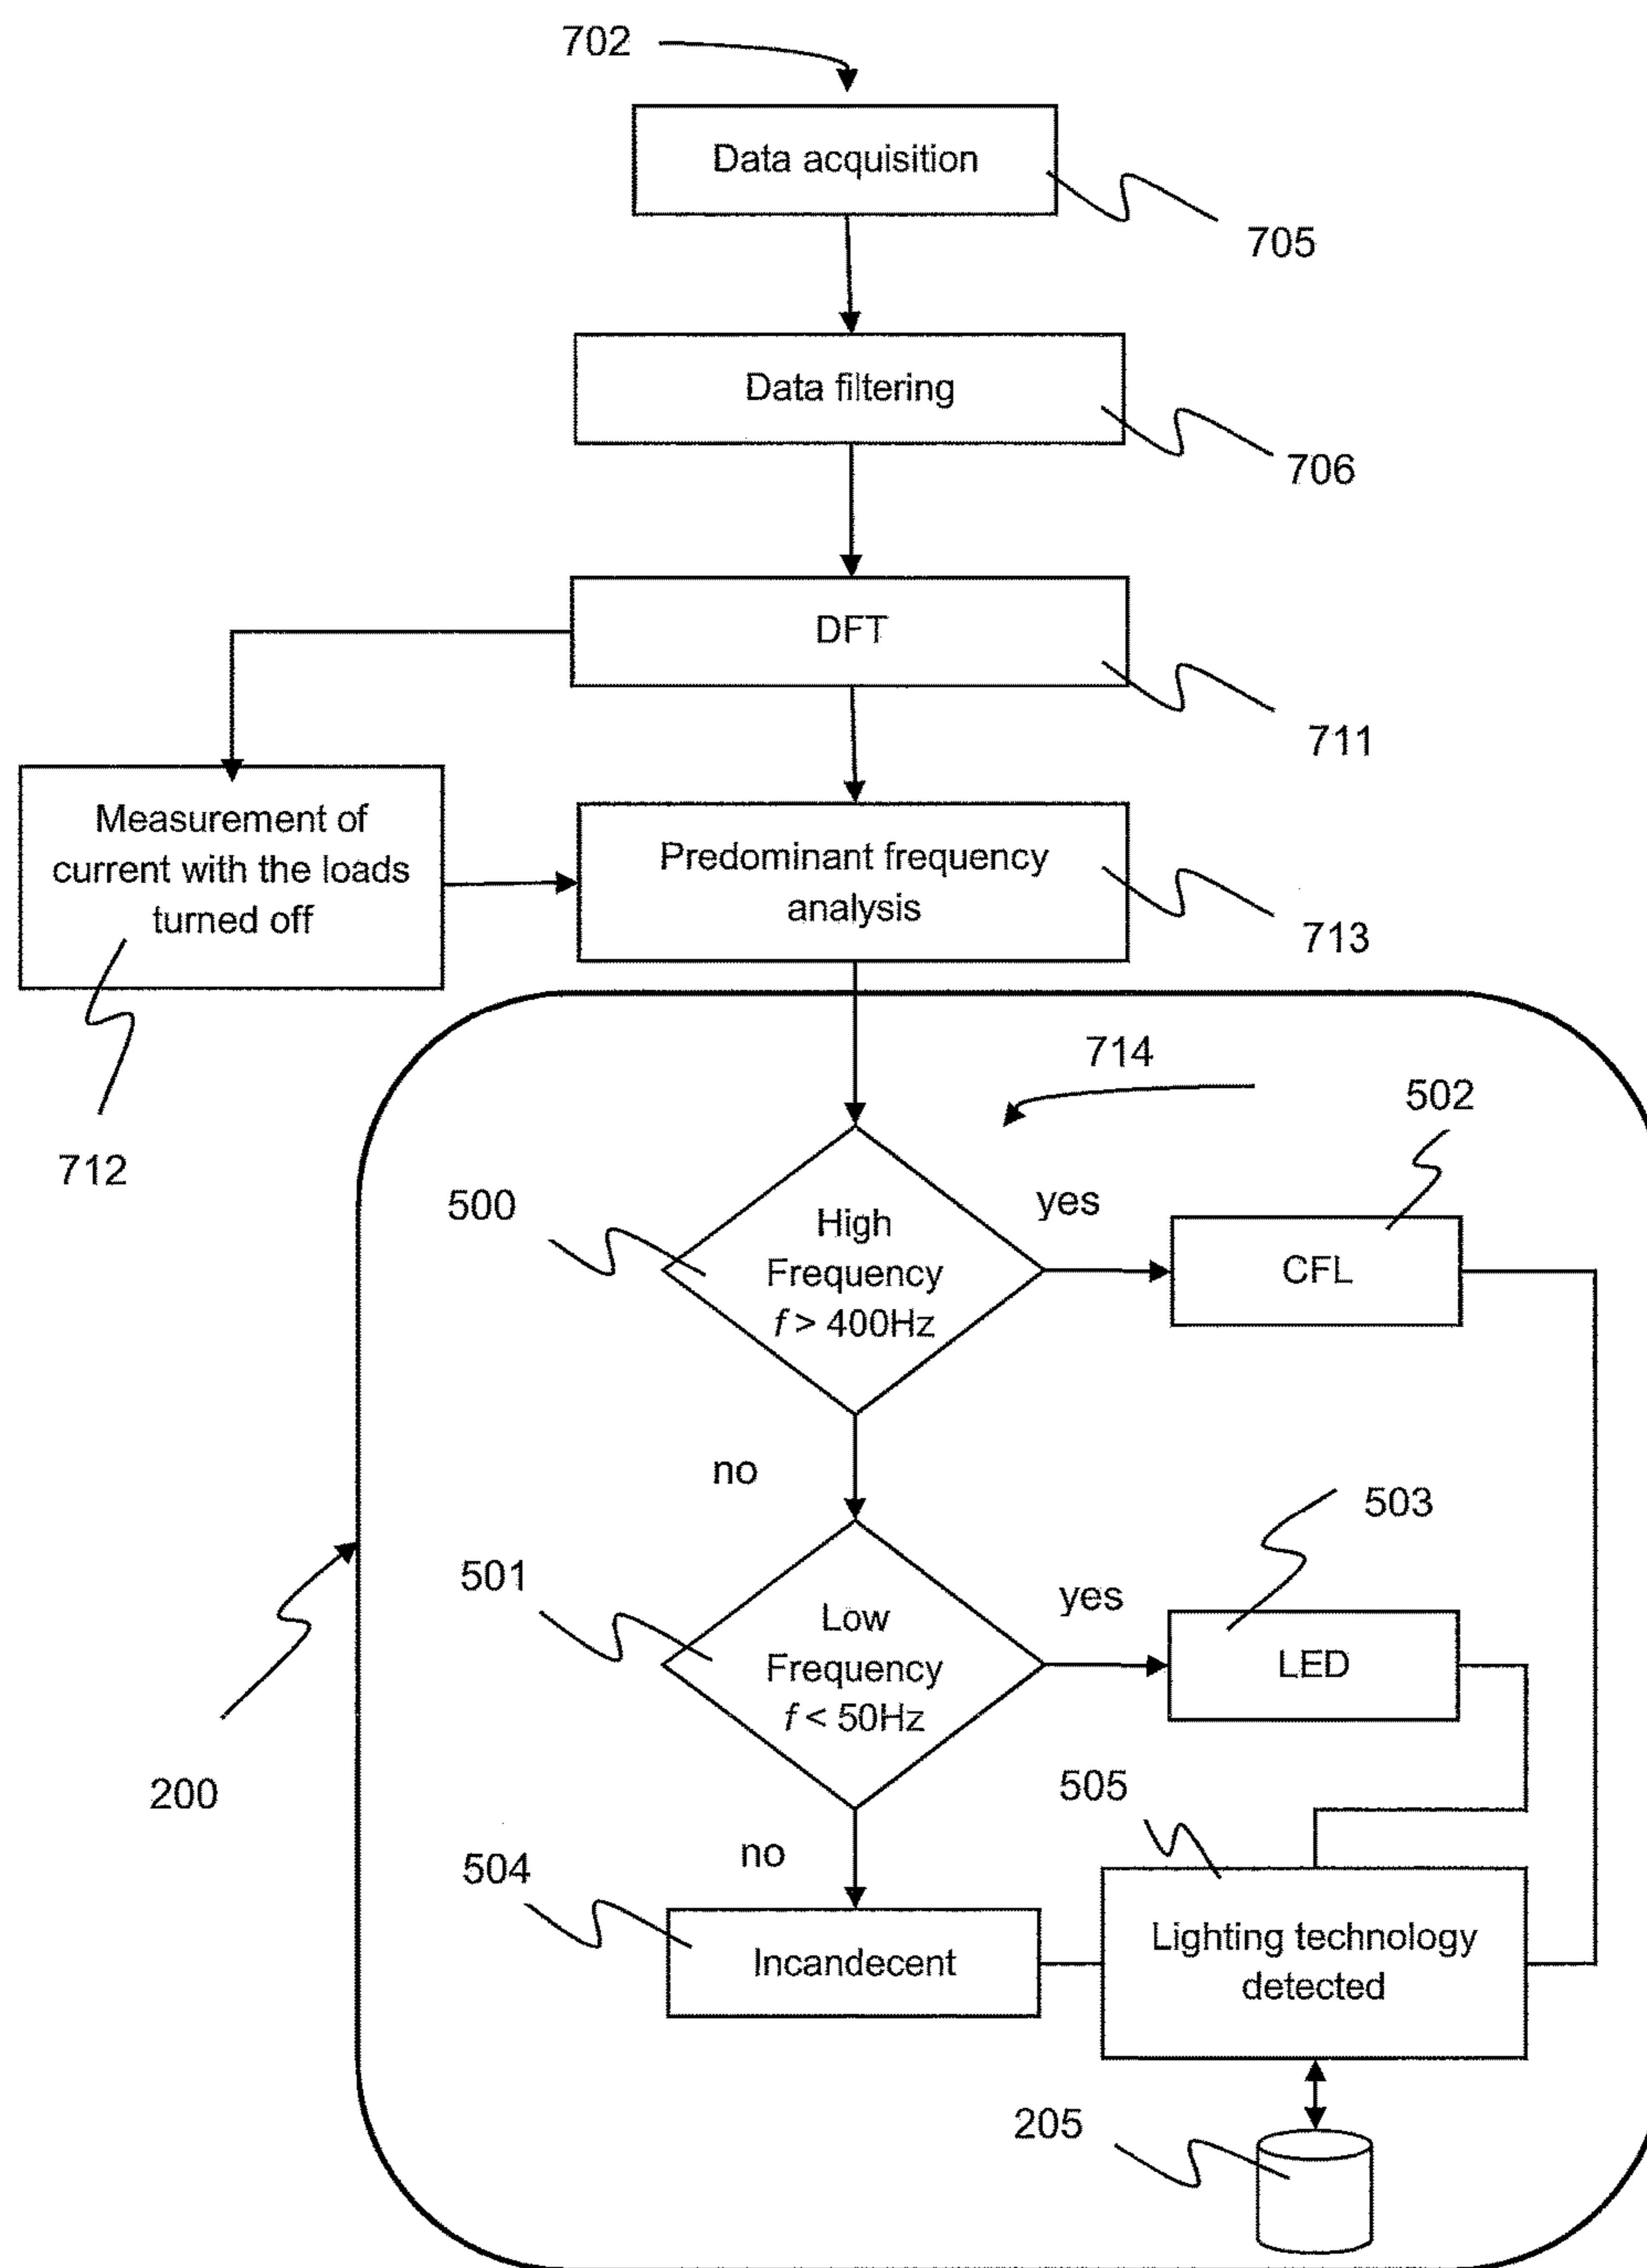 702
Data acquisition
705
Data filtering
706
DFT
711
Measurement of
current with the loads
turned off
712
Predominant frequency
analysis
713
714
502
500
High
Frequency
f > 400Hz
yes
CFL
no
503
501
Low
Frequency
f < 50Hz
yes
LED
200
505
no
504
Incandecent
Lighting technology
detected
205